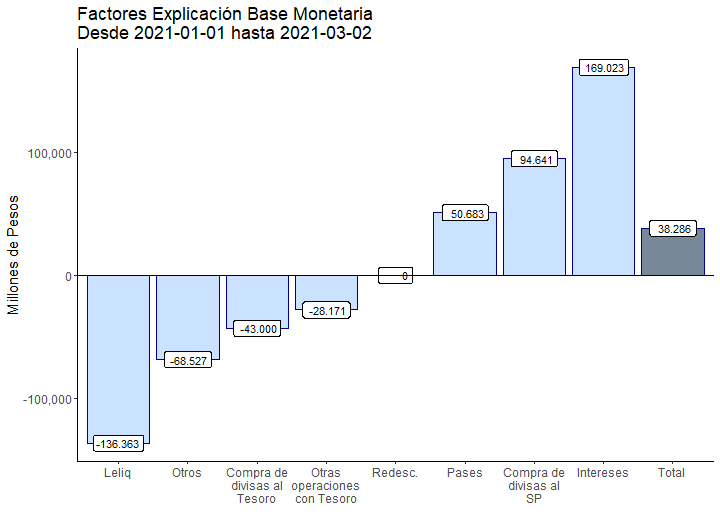 Factores Explicación Base Monetaria
Desde 2021-01-01 hasta 2021-03-02
Millones de Pesos
100,000
0
-100,000
-136.363
-68.527
-43.000
-28.171
0
50.683
94.641
169.023
38.286
Leliq
Otros
Compra de
divisas al
Tesoro
Otras
operaciones
con Tesoro
Redesc.
Pases
Compra de
divisas al
SP
Intereses
Total